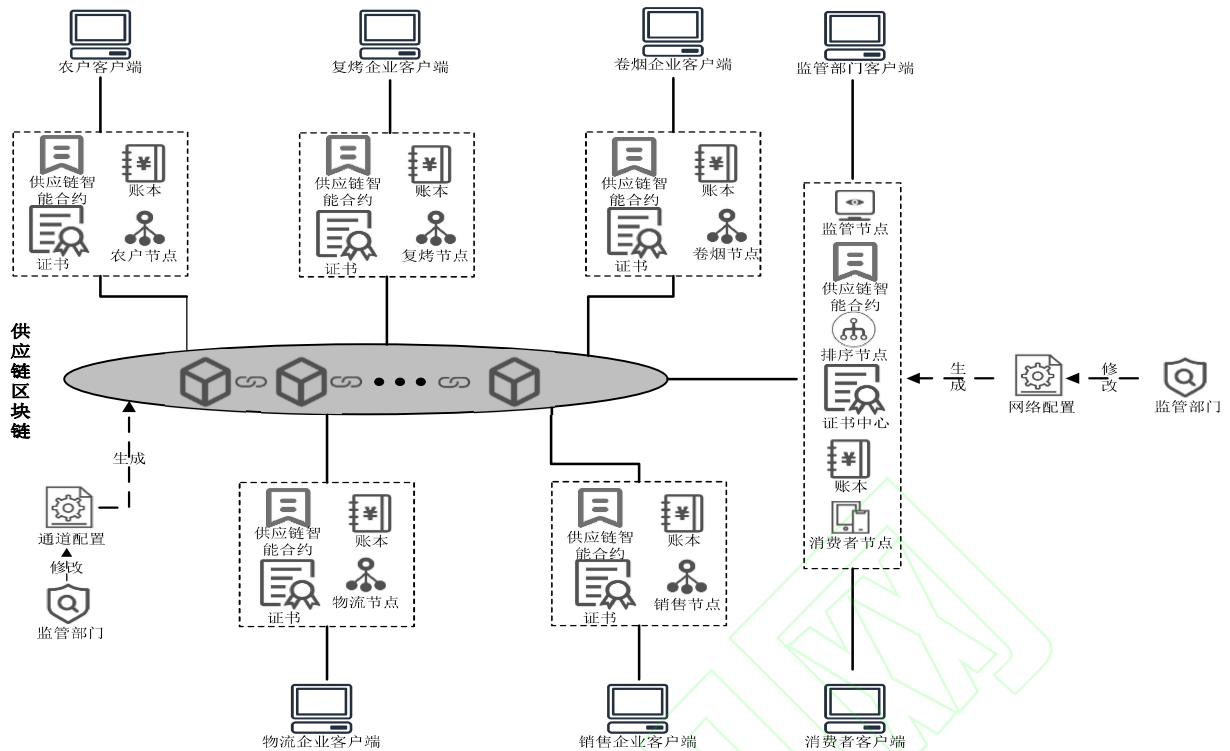 农户客户端
复烤企业客户端
卷烟企业客户端
监管部门客户端
供应链智
能合约
账本
证书
农户节点
供应链智
能合约
账本
证书
复烤节点
供应链智
能合约
账本
证书
卷烟节点
监管节点
供应链智
能合约
排序节点
证书中心
账本
消费者节点
生成
网络配置
修改
监管部门
供应链区块链
生成
通道配置
修改
监管部门
供应链智
能合约
账本
证书
物流节点
供应链智
能合约
账本
证书
销售节点
物流企业客户端
销售企业客户端
消费者客户端